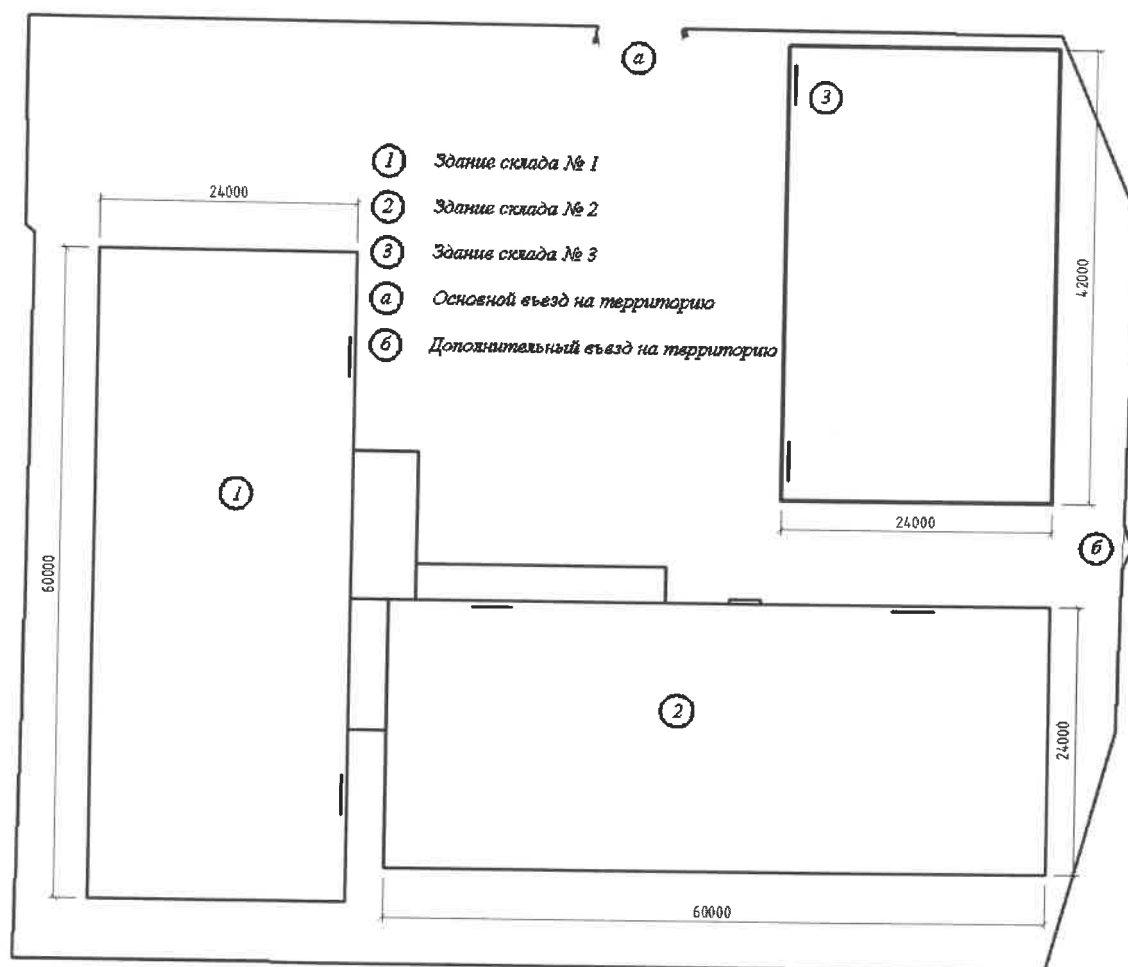 а
3
1 Здание склада № 1
24000
2 Здание склада № 2
3 Здание склада № 3
а Основной въезд на территорию
42000
б Дополнительный въезд на территорию
1
24000
б
60000
2
24000
60000